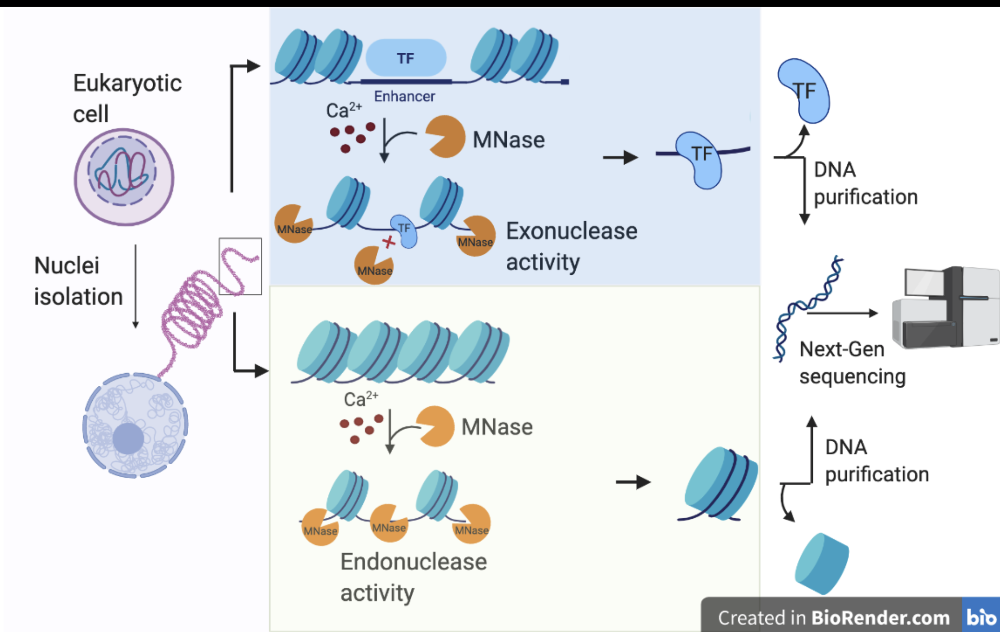 Eukaryotic
cell
Nuclei
isolation
TF
Enhancer
Ca²⁺
MNase
MNase
TF
MNase
MNase
Exonuclease
activity
TF
Ca²⁺
MNase
MNase
MNase
MNase
Endonuclease
activity
TF
DNA
purification
Next-Gen
sequencing
DNA
purification
Created in BioRender.com bio